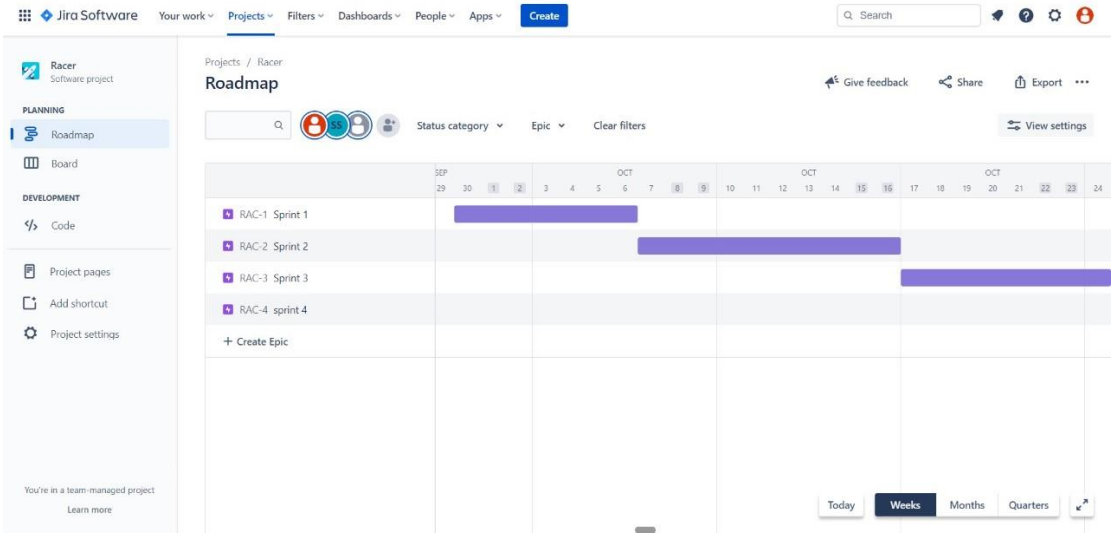 Jira Software Your work Projects Filters Dashboards People Apps Create Search
Racer
Software project
PLANNING
Roadmap
Board
DEVELOPMENT
Code
Project pages
Add shortcut
Project settings
You're in a team-managed project
Learn more
Projects / Racer
Roadmap
Give feedback Share Export
SS Status category Epic Clear filters View settings
SEP OCT OCT OCT
29 30 1 2 3 4 5 6 7 8 9 10 11 12 13 14 15 16 17 18 19 20 21 22 23 24
RAC-1 Sprint 1
RAC-2 Sprint 2
RAC-3 Sprint 3
RAC-4 sprint 4
+ Create Epic
Today Weeks Months Quarters